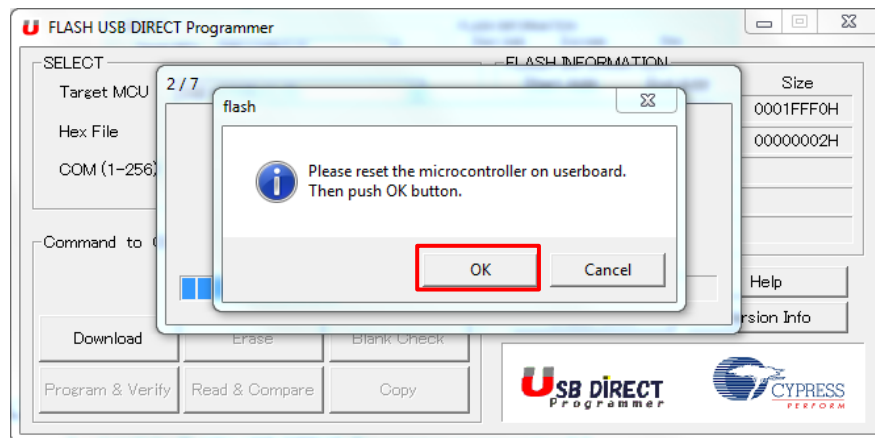 FLASH USB DIRECT Programmer
SELECT
FLASH INFORMATION
Target MCU
2 / 7
flash
Size
0001FFF0H
Hex File
00000002H
COM (1-256)
Please reset the microcontroller on userboard.
Then push OK button.
Command to
OK
Cancel
Help
rsion Info
Download
Erase
Blank Check
Program & Verify
Read & Compare
Copy
USB DIRECT
Programmer
CYPRESS
PERFORM